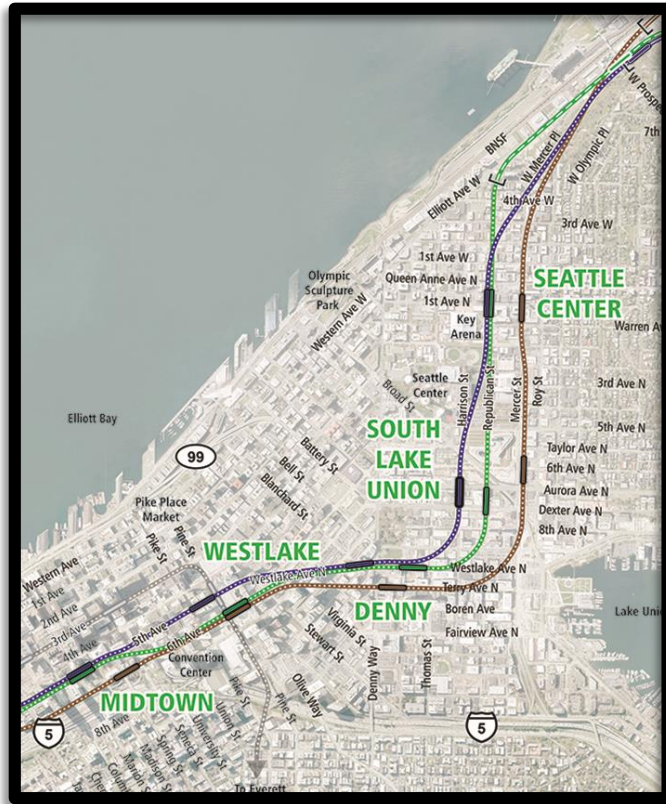 BNSF
W Prosper
7th
W Mercer Pl
W Olympic Pl
Elliott Ave W
4th Ave W
3rd Ave W
1st Ave W
Queen Anne Ave N
1st Ave N
Olympic
Sculpture
Park
Western Ave W
SEATTLE
CENTER
Key
Arena
Warren Av
Seattle
Center
Harrison St
Republican St
Mercer St
Roy St
3rd Ave N
5th Ave N
Broad St
Elliott Bay
99
SOUTH
LAKE
UNION
Taylor Ave N
6th Ave N
Aurora Ave N
Dexter Ave N
8th Ave N
Battery St
Bell St
Blanchard St
Pike Place
Market
Pine St
Pike St
WESTLAKE
Westlake Ave N
Westlake Ave N
Terry Ave N
Boren Ave
Fairview Ave N
Lake Unio
DENNY
Western Ave
1st Ave
2nd Ave
3rd Ave
4th Ave
5th Ave
6th Ave
Virginia St
Stewart St
Denny Way
Thomas St
Convention
Center
Olive Way
MIDTOWN
8th Ave
Pike St
Pine St
Union St
University St
Seneca St
Spring St
Madison St
Marion St
Colum
Che
5
5
To Everett